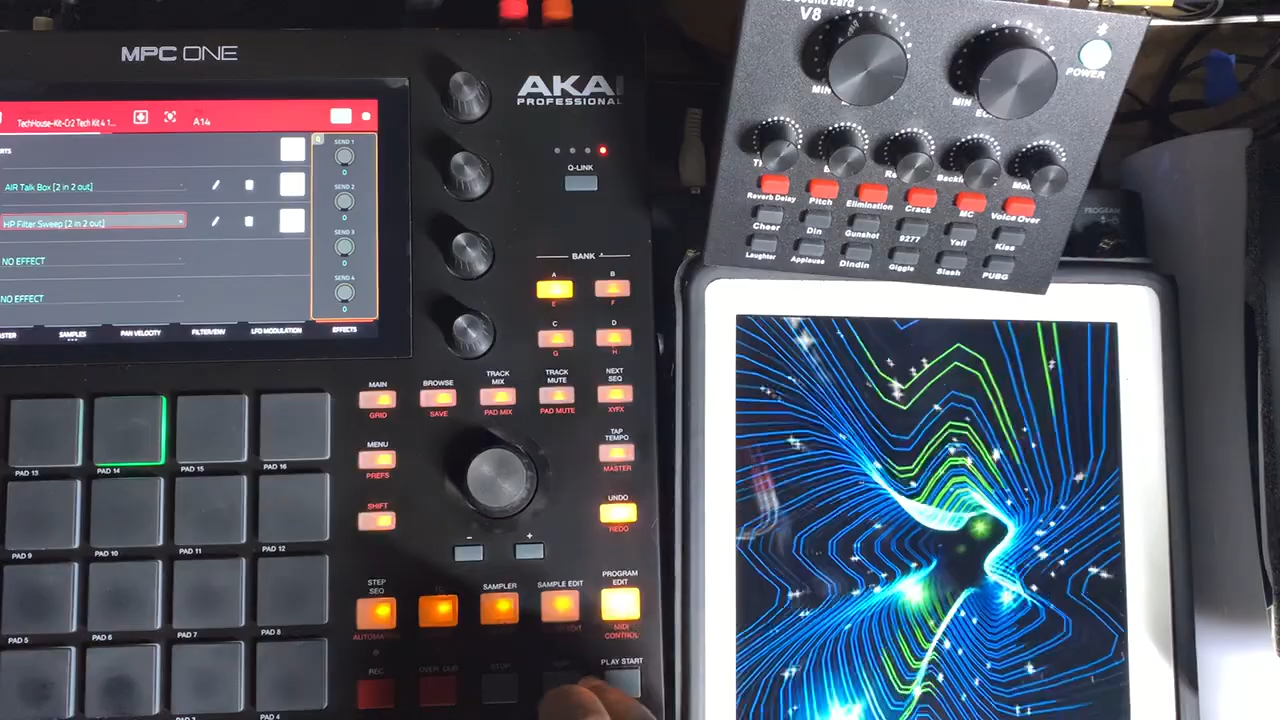 MPC ONE
AKAI
PROFESSIONAL
TechHouse-Kit-Cr2 Tech Kit 4 1...
A14
AIR Talk Box [2 in 2 out]
HP Filter Sweep [2 in 2 out]
NO EFFECT
NO EFFECT
SEND 1
0
SEND 2
0
SEND 3
0
SEND 4
0
SAMPLES
PAN VELOCITY
FILTER/ENV
LFO MODULATION
EFFECTS
Q-LINK
BANK
A
B
E
F
C
D
G
H
MAIN
GRID
BROWSE
SAVE
TRACK
MIX
PAD MIX
TRACK
MUTE
PAD MUTE
NEXT
SEQ
XYFX
MENU
PREFS
TAP
TEMPO
MASTER
SHIFT
UNDO
REDO
-
+
STEP
SEQ
TC
SAMPLER
SAMPLE EDIT
PROGRAM
EDIT
MIDI
CONTROL
REC
OVER DUB
STOP
PLAY START
PAD 13
PAD 14
PAD 15
PAD 16
PAD 9
PAD 10
PAD 11
PAD 12
PAD 5
PAD 6
PAD 7
PAD 8
PAD 4
sound card
V8
POWER
MIN
MIN
Reverb Delay
Pitch
Elimination
Crack
MC
Voice Over
Cheer
Din
Gunshot
9277
Yell
Kiss
Laughter
Applause
Dindin
Giggle
Slash
PUBG
PROGRAM